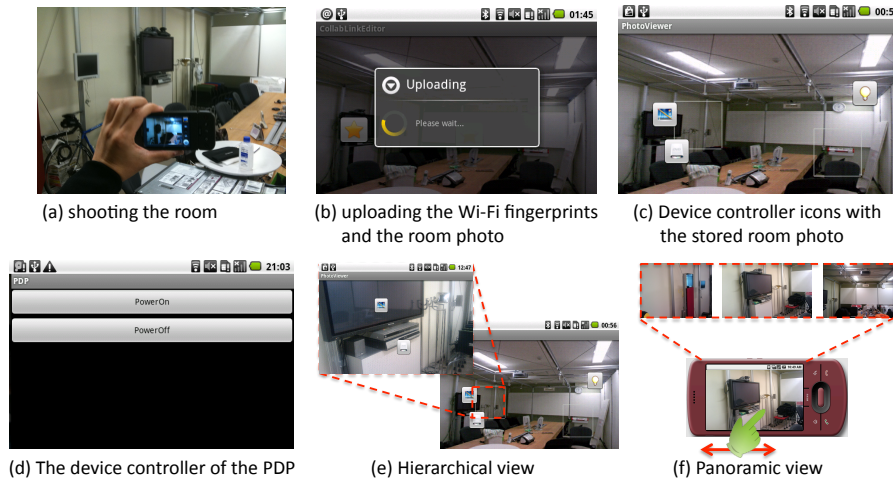 01:45
CollabLinkEditor
Uploading
Please wait...
00:5
PhotoViewer
(a) shooting the room
(b) uploading the Wi-Fi fingerprints
and the room photo
(c) Device controller icons with
the stored room photo
21:03
PDP
PowerOn
PowerOff
12:47
PhotoViewer
00:56
(d) The device controller of the PDP
(e) Hierarchical view
(f) Panoramic view